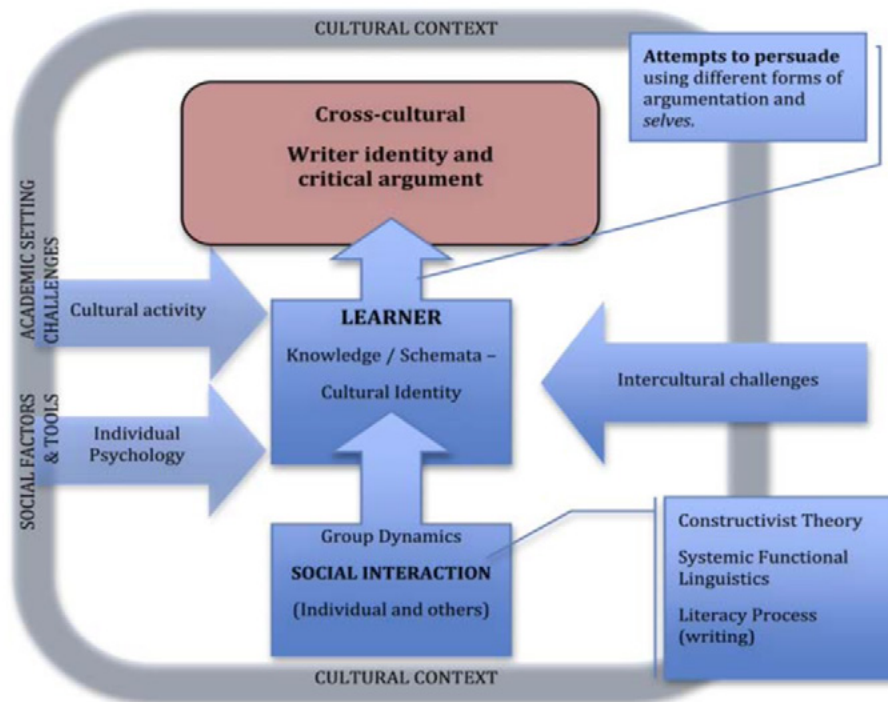 CULTURAL CONTEXT
Attempts to persuade
using different forms of
argumentation and
selves.
Cross-cultural
Writer identity and
critical argument
ACADEMIC SETTING
CHALLENGES
Cultural activity
LEARNER
Knowledge / Schemata –
Cultural Identity
Intercultural challenges
SOCIAL FACTORS
& TOOLS
Individual
Psychology
Group Dynamics
SOCIAL INTERACTION
(Individual and others)
Constructivist Theory
Systemic Functional
Linguistics
Literacy Process
(writing)
CULTURAL CONTEXT